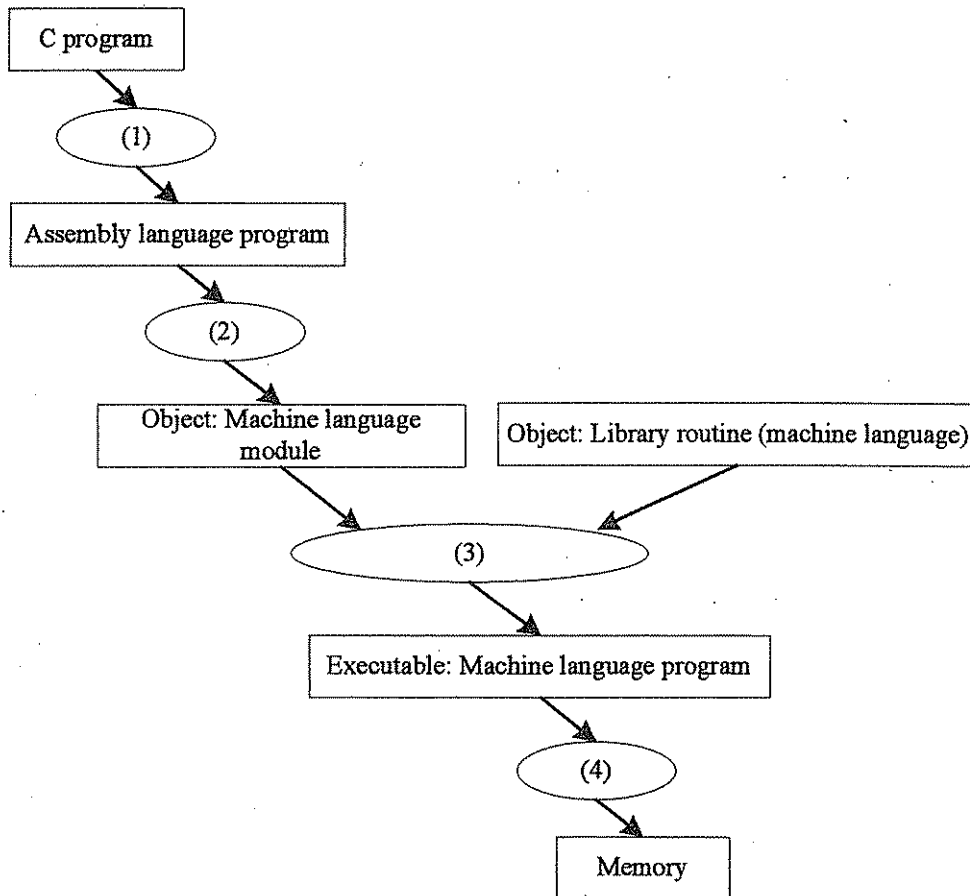 C program
(1)
Assembly language program
(2)
Object: Machine language
module
Object: Library routine (machine language)
(3)
Executable: Machine language program
(4)
Memory